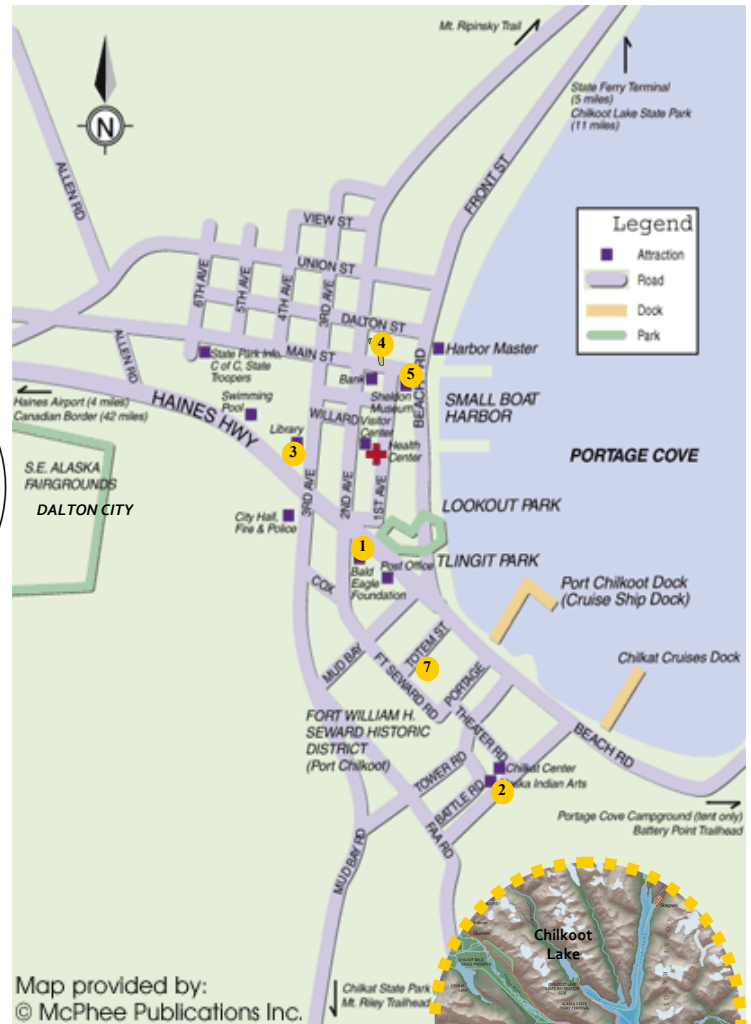 Mt. Ripinsky Trail
State Ferry Terminal
(5 miles)
Chilkoot Lake State Park
(11 miles)
N
ALLEN RD
FRONT ST
VIEW ST
UNION ST
6TH AVE
5TH AVE
4TH AVE
3RD AVE
DALTON ST
MAIN ST
Legend
Attraction
Road
Dock
Park
4
Harbor Master
State Park Info,
C of C, State
Troopers
ALLEN RD
Bank
5
BEACH RD
Sheldon
Museum
SMALL BOAT
HARBOR
Haines Airport (4 miles)
Canadian Border (42 miles)
HAINES HWY
Swimming
Pool
WILLARD
Visitor
Center
Library
3
Health
Center
PORTAGE COVE
S.E. ALASKA
FAIRGROUNDS
DALTON CITY
3RD AVE
2ND AVE
1ST AVE
LOOKOUT PARK
City Hall,
Fire & Police
1
TLINGIT PARK
Post Office
Bald
Eagle
Foundation
COX
Port Chilkoot Dock
(Cruise Ship Dock)
MUD BAY
TOTEM ST
7
FT SEWARD RD
PORTAGE
Chilkat Cruises Dock
FORT WILLIAM H.
SEWARD HISTORIC
DISTRICT
(Port Chilkoot)
THEATER RD
BEACH RD
TOWER RD
Chilkat Center
Indian Arts
BATTLE RD
2
FAA RD
MUD BAY RD
Portage Cove Campground (tent only)
Battery Point Trailhead
Chilkoot
Lake
Skagway
Map provided by:
© McPhee Publications Inc.
Chilkat State Park
Mt. Riley Trailhead